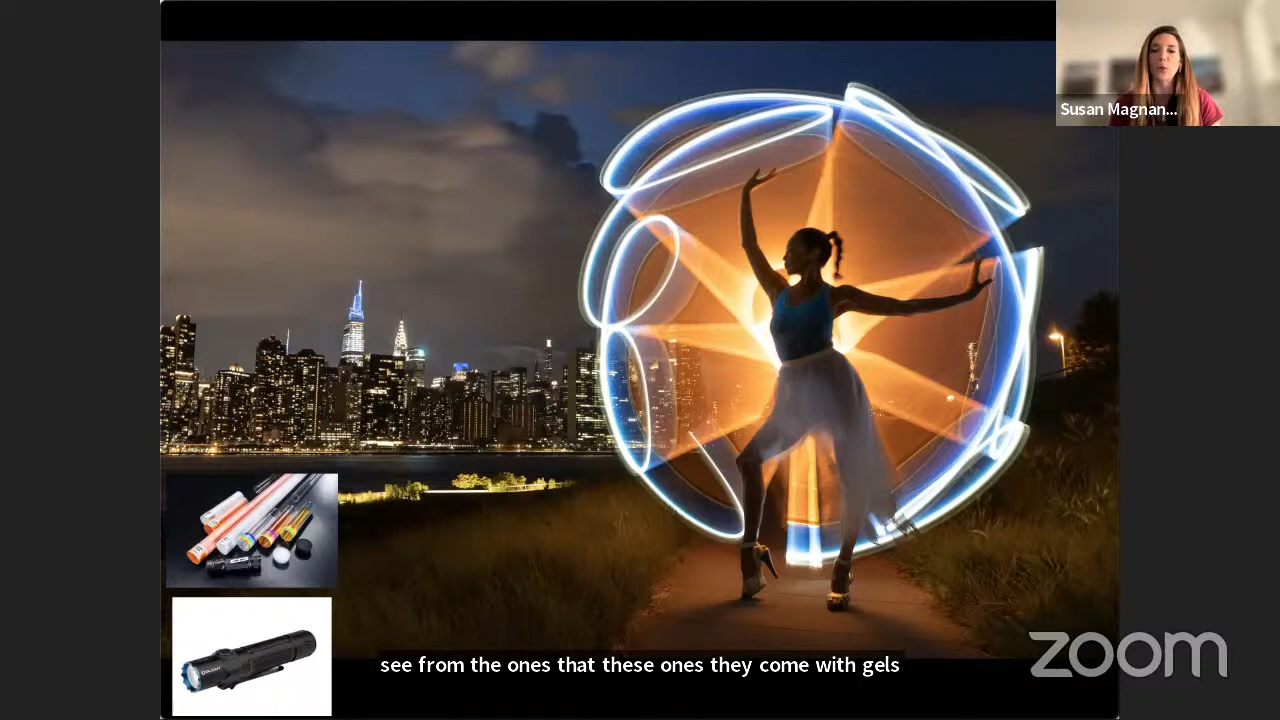 Susan Magnan...
see from the ones that these ones they come with gels
zoom